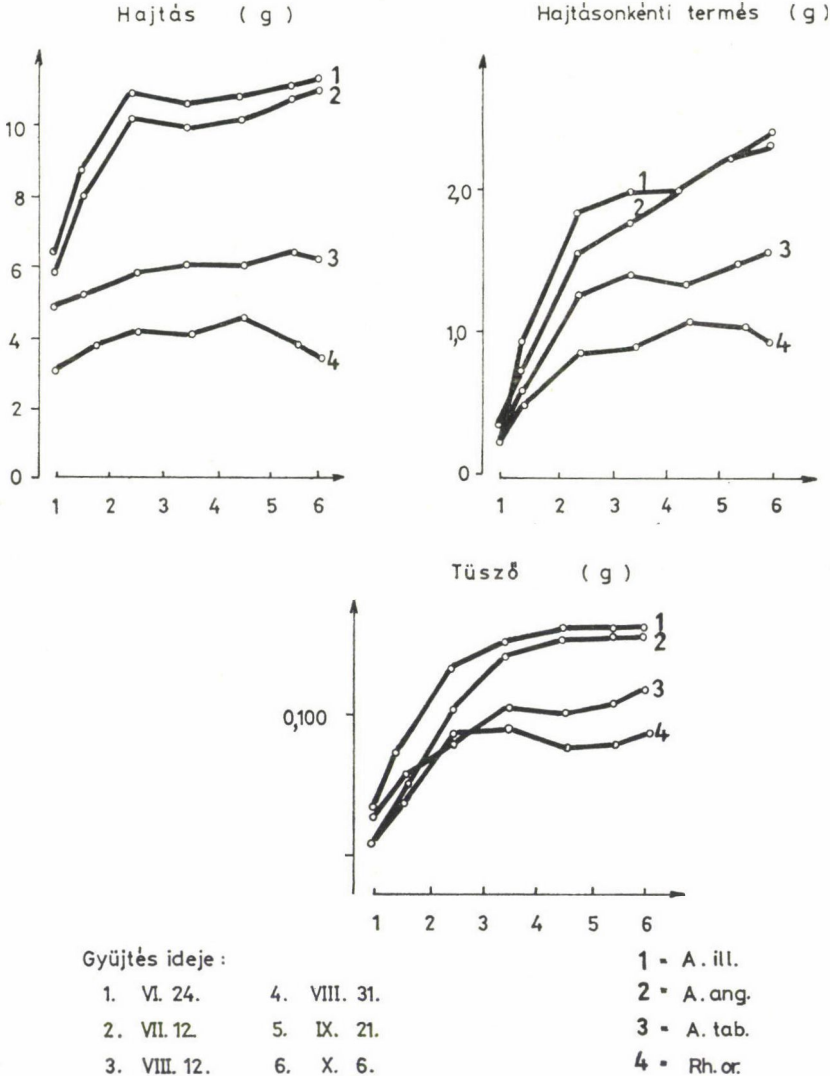 Hajtás ( g )
Hajtásonkénti termés ( g )
10
8
6
4
2
0
1
2
3
4
1 2 3 4 5 6
2,0
1,0
0
1
2
3
4
1 2 3 4 5 6
Tüsző ( g )
0,100
1
2
3
4
1 2 3 4 5 6
Gyüjtés ideje :
1. VI. 24. 4. VIII. 31.
2. VII. 12. 5. IX. 21.
3. VIII. 12. 6. X. 6.
1 - A. ill.
2 - A. ang.
3 - A. tab.
4 - Rh. or.